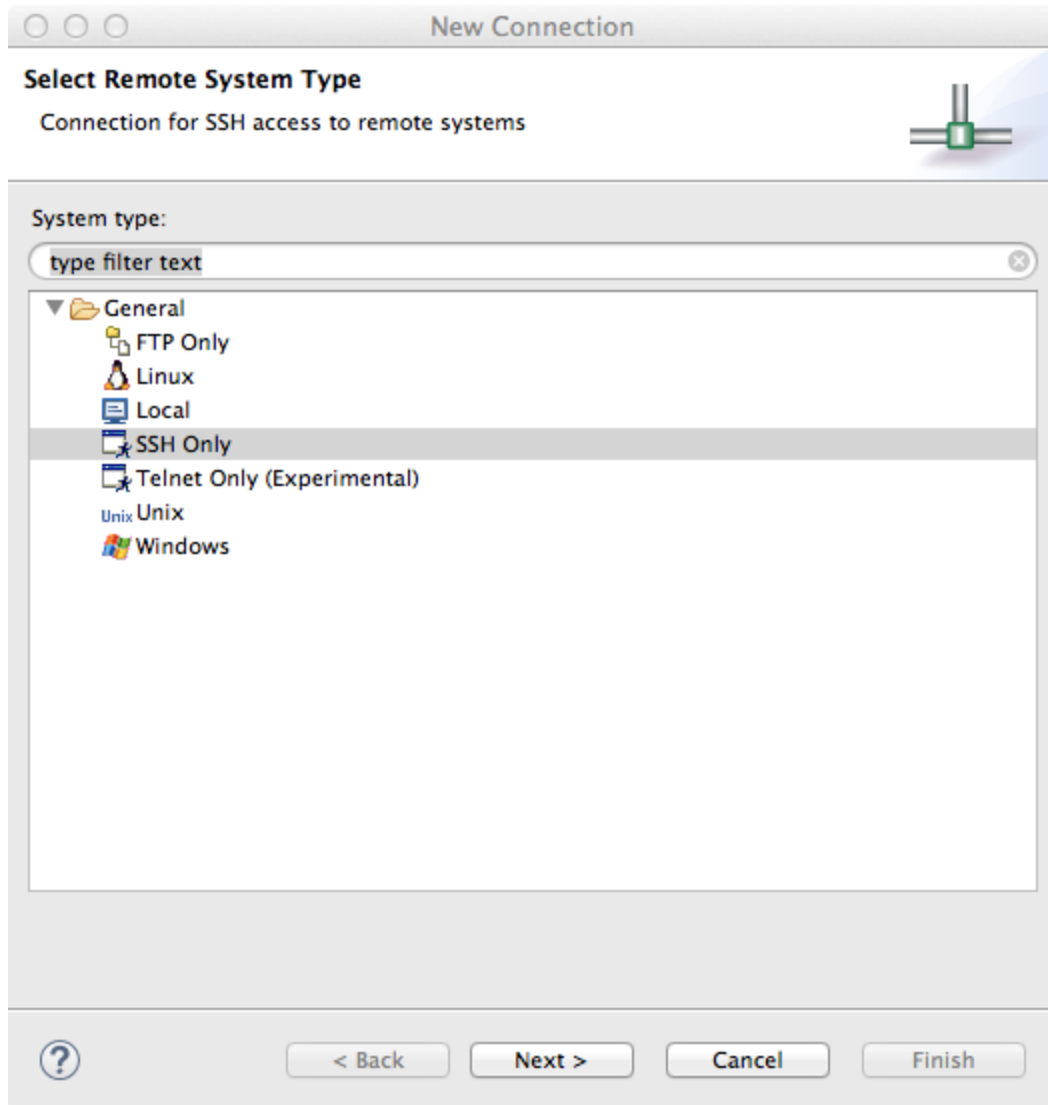 New Connection
Select Remote System Type
Connection for SSH access to remote systems
System type:
type filter text
General
FTP Only
Linux
Local
SSH Only
Telnet Only (Experimental)
Unix Unix
Windows
? < Back Next > Cancel Finish